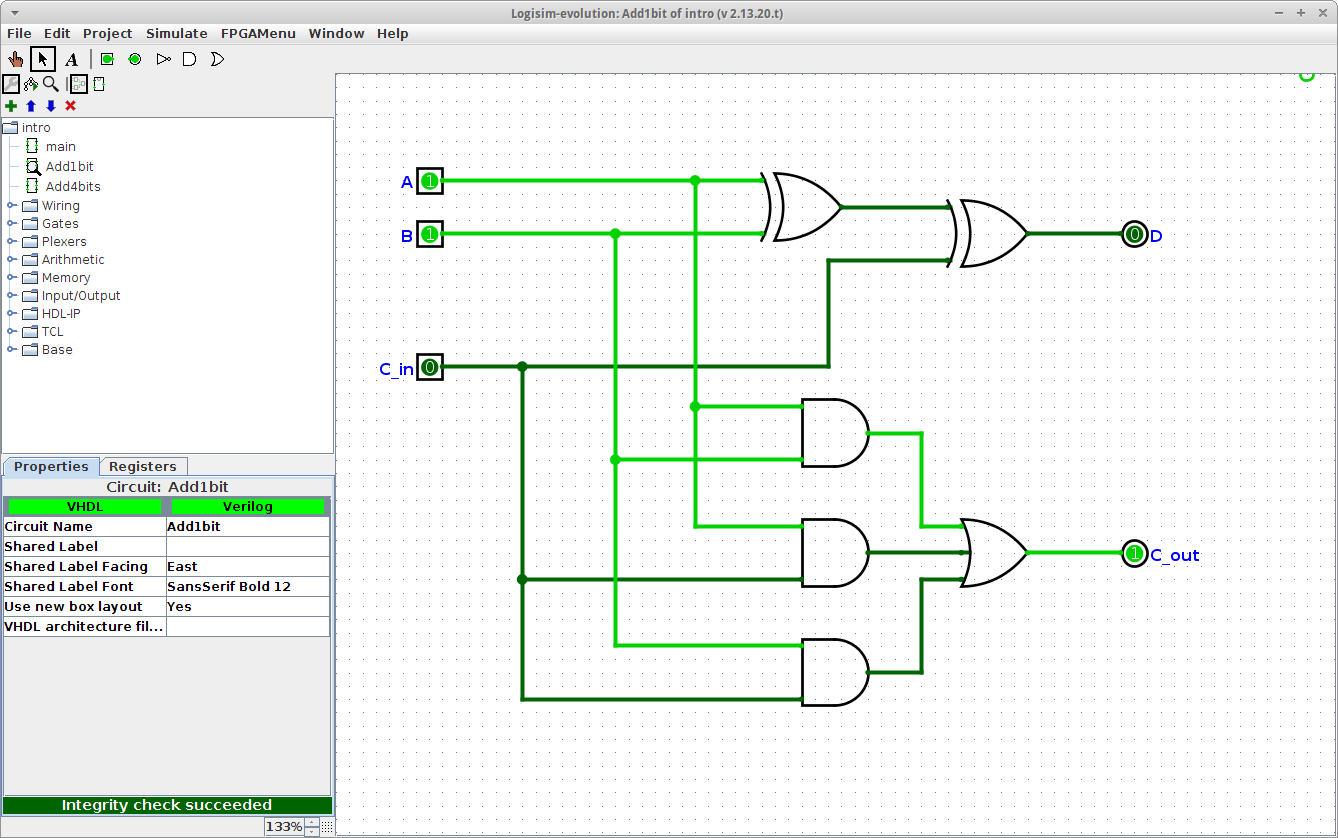 Logisim-evolution: Add1bit of intro (v 2.13.20.t)
File Edit Project Simulate FPGAMenu Window Help
A
intro
main
Add1bit
Add4bits
Wiring
Gates
Plexers
Arithmetic
Memory
Input/Output
HDL-IP
TCL
Base
Properties Registers
Circuit: Add1bit
VHDL Verilog
Circuit Name Add1bit
Shared Label
Shared Label Facing East
Shared Label Font SansSerif Bold 12
Use new box layout Yes
VHDL architecture fil...
Integrity check succeeded
133%
A 1
B 1
0 D
C_in 0
1 C_out